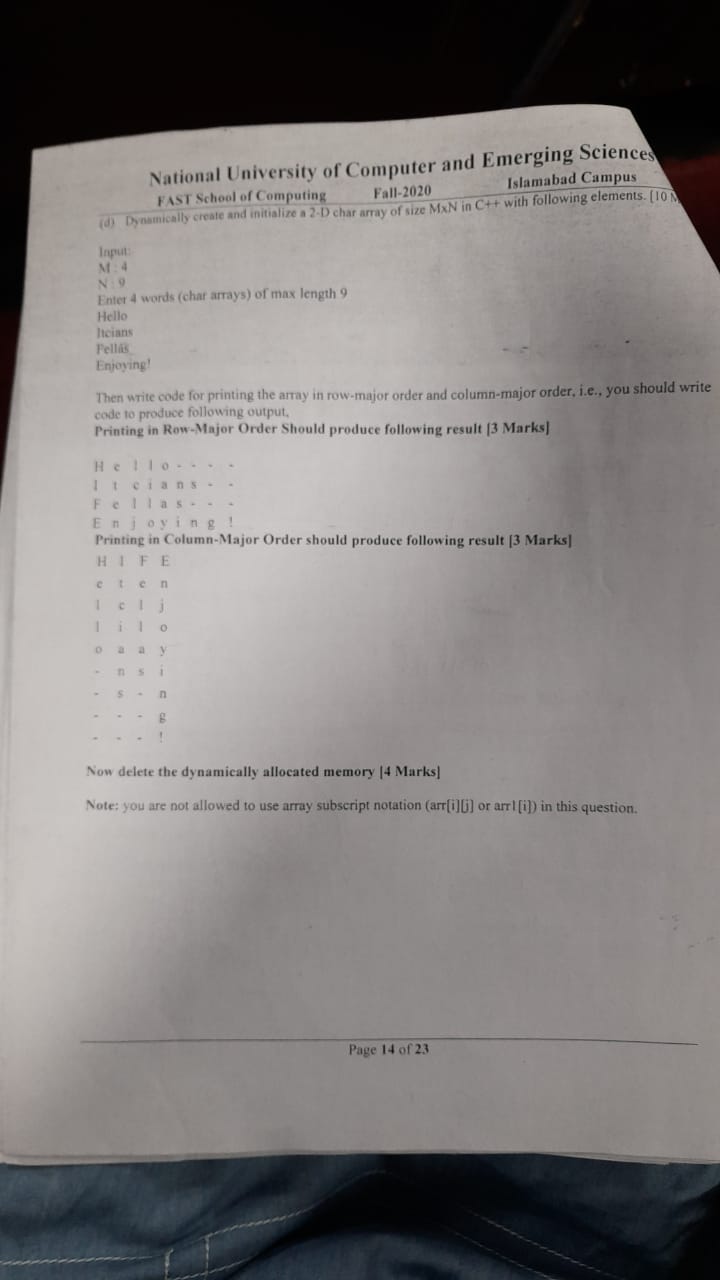 National University of Computer and Emerging Sciences
FAST School of Computing Fall-2020 Islamabad Campus
(d) Dynamically create and initialize a 2-D char array of size MxN in C++ with following elements. [10 M
Input:
M : 4
N : 9
Enter 4 words (char arrays) of max length 9
Hello
Itcians
Fellas
Enjoying!
Then write code for printing the array in row-major order and column-major order, i.e., you should write
code to produce following output,
Printing in Row-Major Order Should produce following result [3 Marks]
H e l l o - - - -
I t c i a n s - -
F e l l a s - - -
E n j o y i n g !
Printing in Column-Major Order should produce following result [3 Marks]
H I F E
e t e n
l c l j
l i l o
o a a y
- n s i
- s - n
- - - g
- - - !
Now delete the dynamically allocated memory [4 Marks]
Note: you are not allowed to use array subscript notation (arr[i][j] or arr1[i]) in this question.
Page 14 of 23